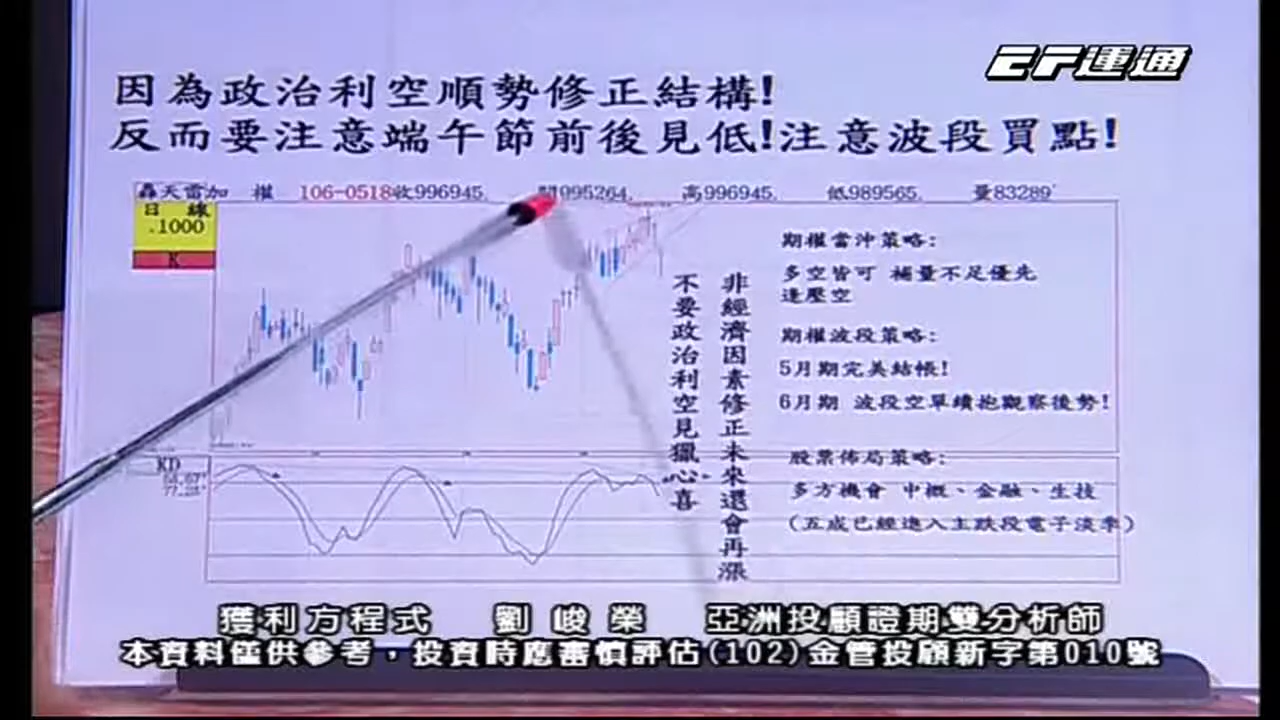 運通
因為政治利空順勢修正結構!
反而要注意端午節前後見低!注意波段買點!
轟天雷加 權 106-0518收996945. 開995264. 高996945. 低989565. 量83289
日 線
.1000
K
期權當沖策略:
多空皆可 補量不足優先
逢壓空
期權波段策略:
5月期完美結帳!
6月期 波段空單續抱觀察後勢!
股票佈局策略:
多方機會 中概、金融、生技
(五成已經進入主跌段電子淡季)
非經濟因素修正未來還會再漲
不要政治利空見獵心喜
KD
77.25
獲利方程式 劉峻榮 亞洲投顧證期雙分析師
本資料僅供參考,投資時應審慎評估(102)金管投顧新字第010號